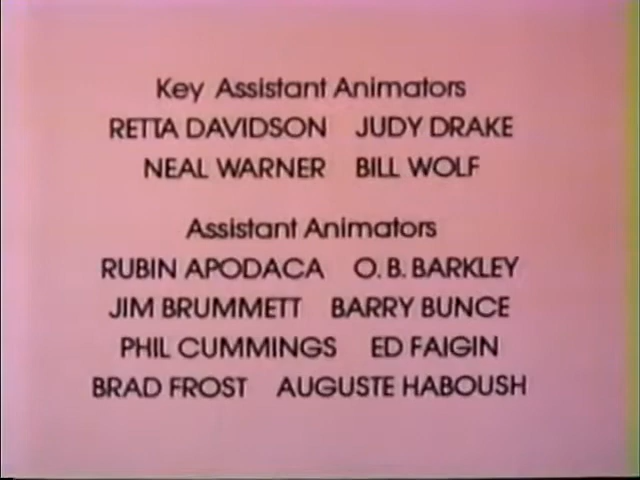 Key Assistant Animators
RETTA DAVIDSON JUDY DRAKE
NEAL WARNER BILL WOLF
Assistant Animators
RUBIN APODACA O. B. BARKLEY
JIM BRUMMETT BARRY BUNCE
PHIL CUMMINGS ED FAIGIN
BRAD FROST AUGUSTE HABOUSH